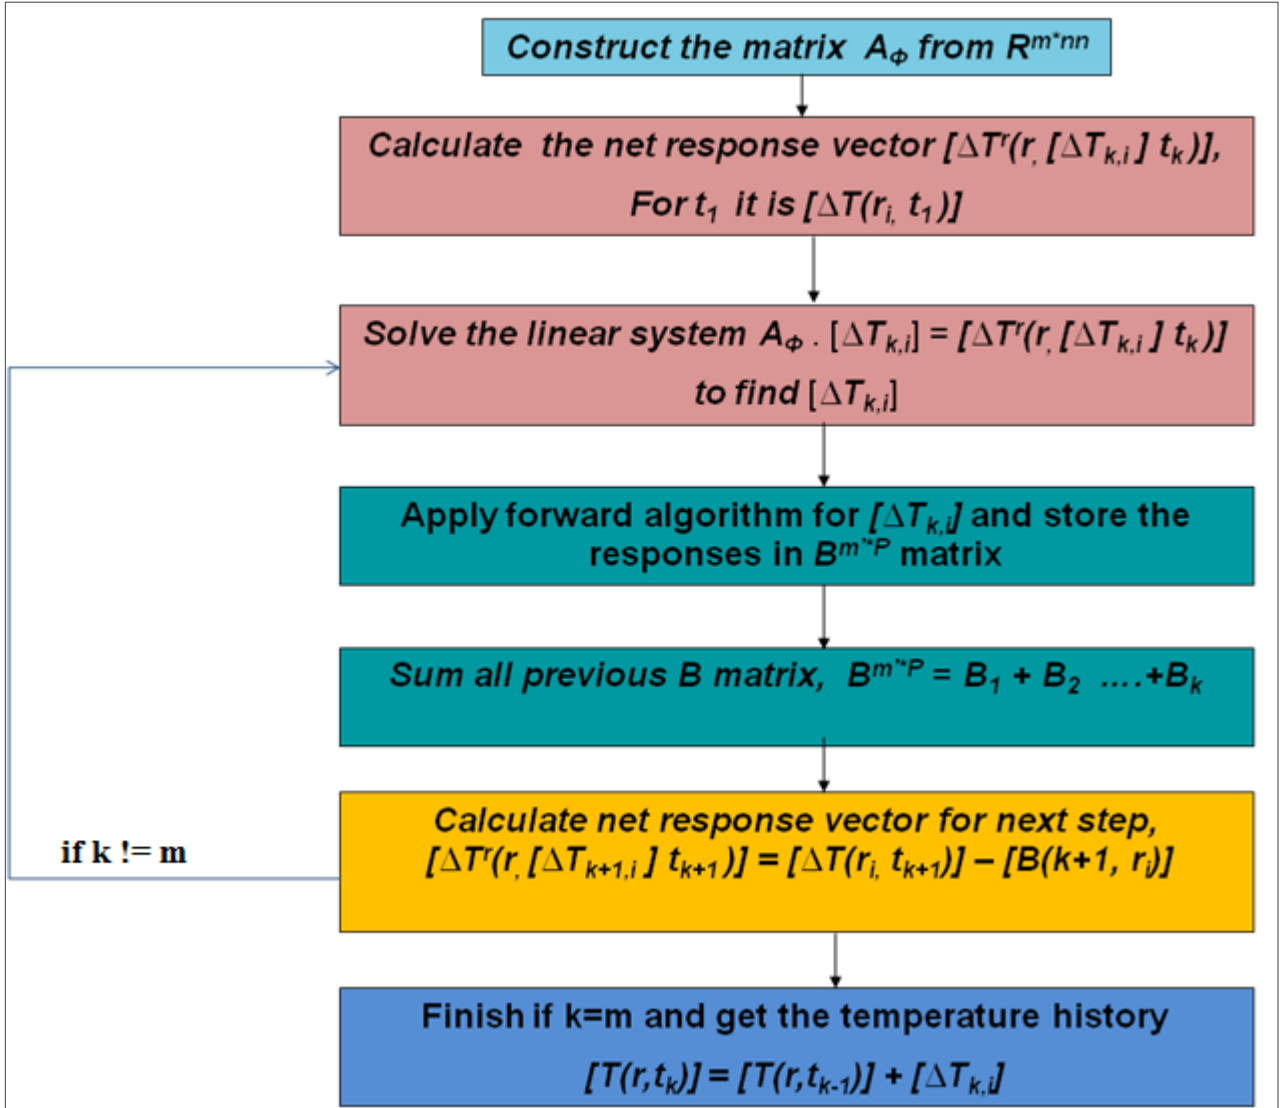 Construct the matrix A_Φ from R^{m*nn}
Calculate the net response vector [ΔT^r(r, [ΔT_{k,i}] t_k)],
For t_1 it is [ΔT(r_i, t_1)]
Solve the linear system A_Φ . [ΔT_{k,i}] = [ΔT^r(r, [ΔT_{k,i}] t_k)]
to find [ΔT_{k,i}]
Apply forward algorithm for [ΔT_{k,i}] and store the
responses in B^{m'*P} matrix
Sum all previous B matrix, B^{m'*P} = B_1 + B_2 ....+B_k
Calculate net response vector for next step,
[ΔT^r(r, [ΔT_{k+1,i}] t_{k+1})] = [ΔT(r_i, t_{k+1})] – [B(k+1, r_i)]
if k != m
Finish if k=m and get the temperature history
[T(r,t_k)] = [T(r,t_{k-1})] + [ΔT_{k,i}]